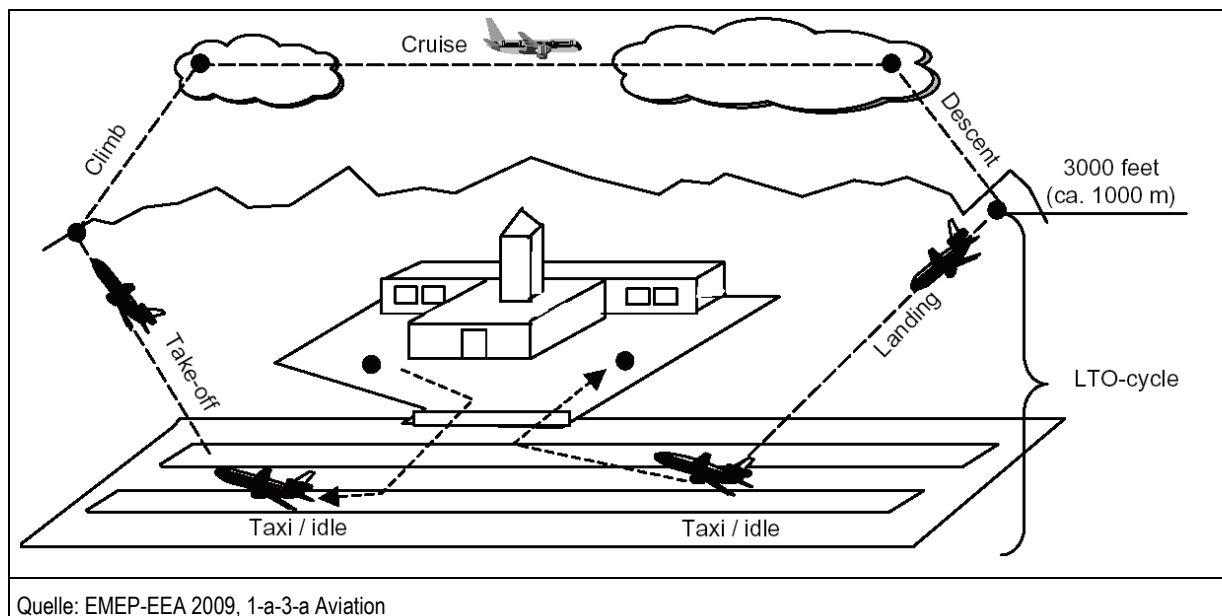 Cruise
Climb
Descent
3000 feet
(ca. 1000 m)
Take-off
Landing
LTO-cycle
Taxi / idle
Taxi / idle
Quelle: EMEP-EEA 2009, 1-a-3-a Aviation